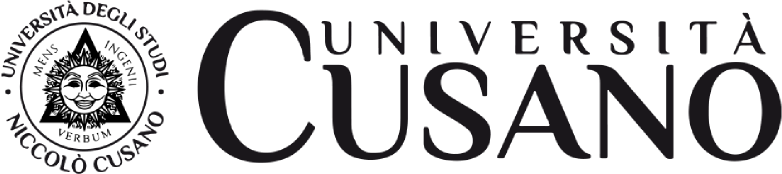 UNIVERSITÀ DEGLI STUDI
NICCOLÒ CUSANO
MENS INGENII
VERBUM
UNIVERSITÀ
CUSANO